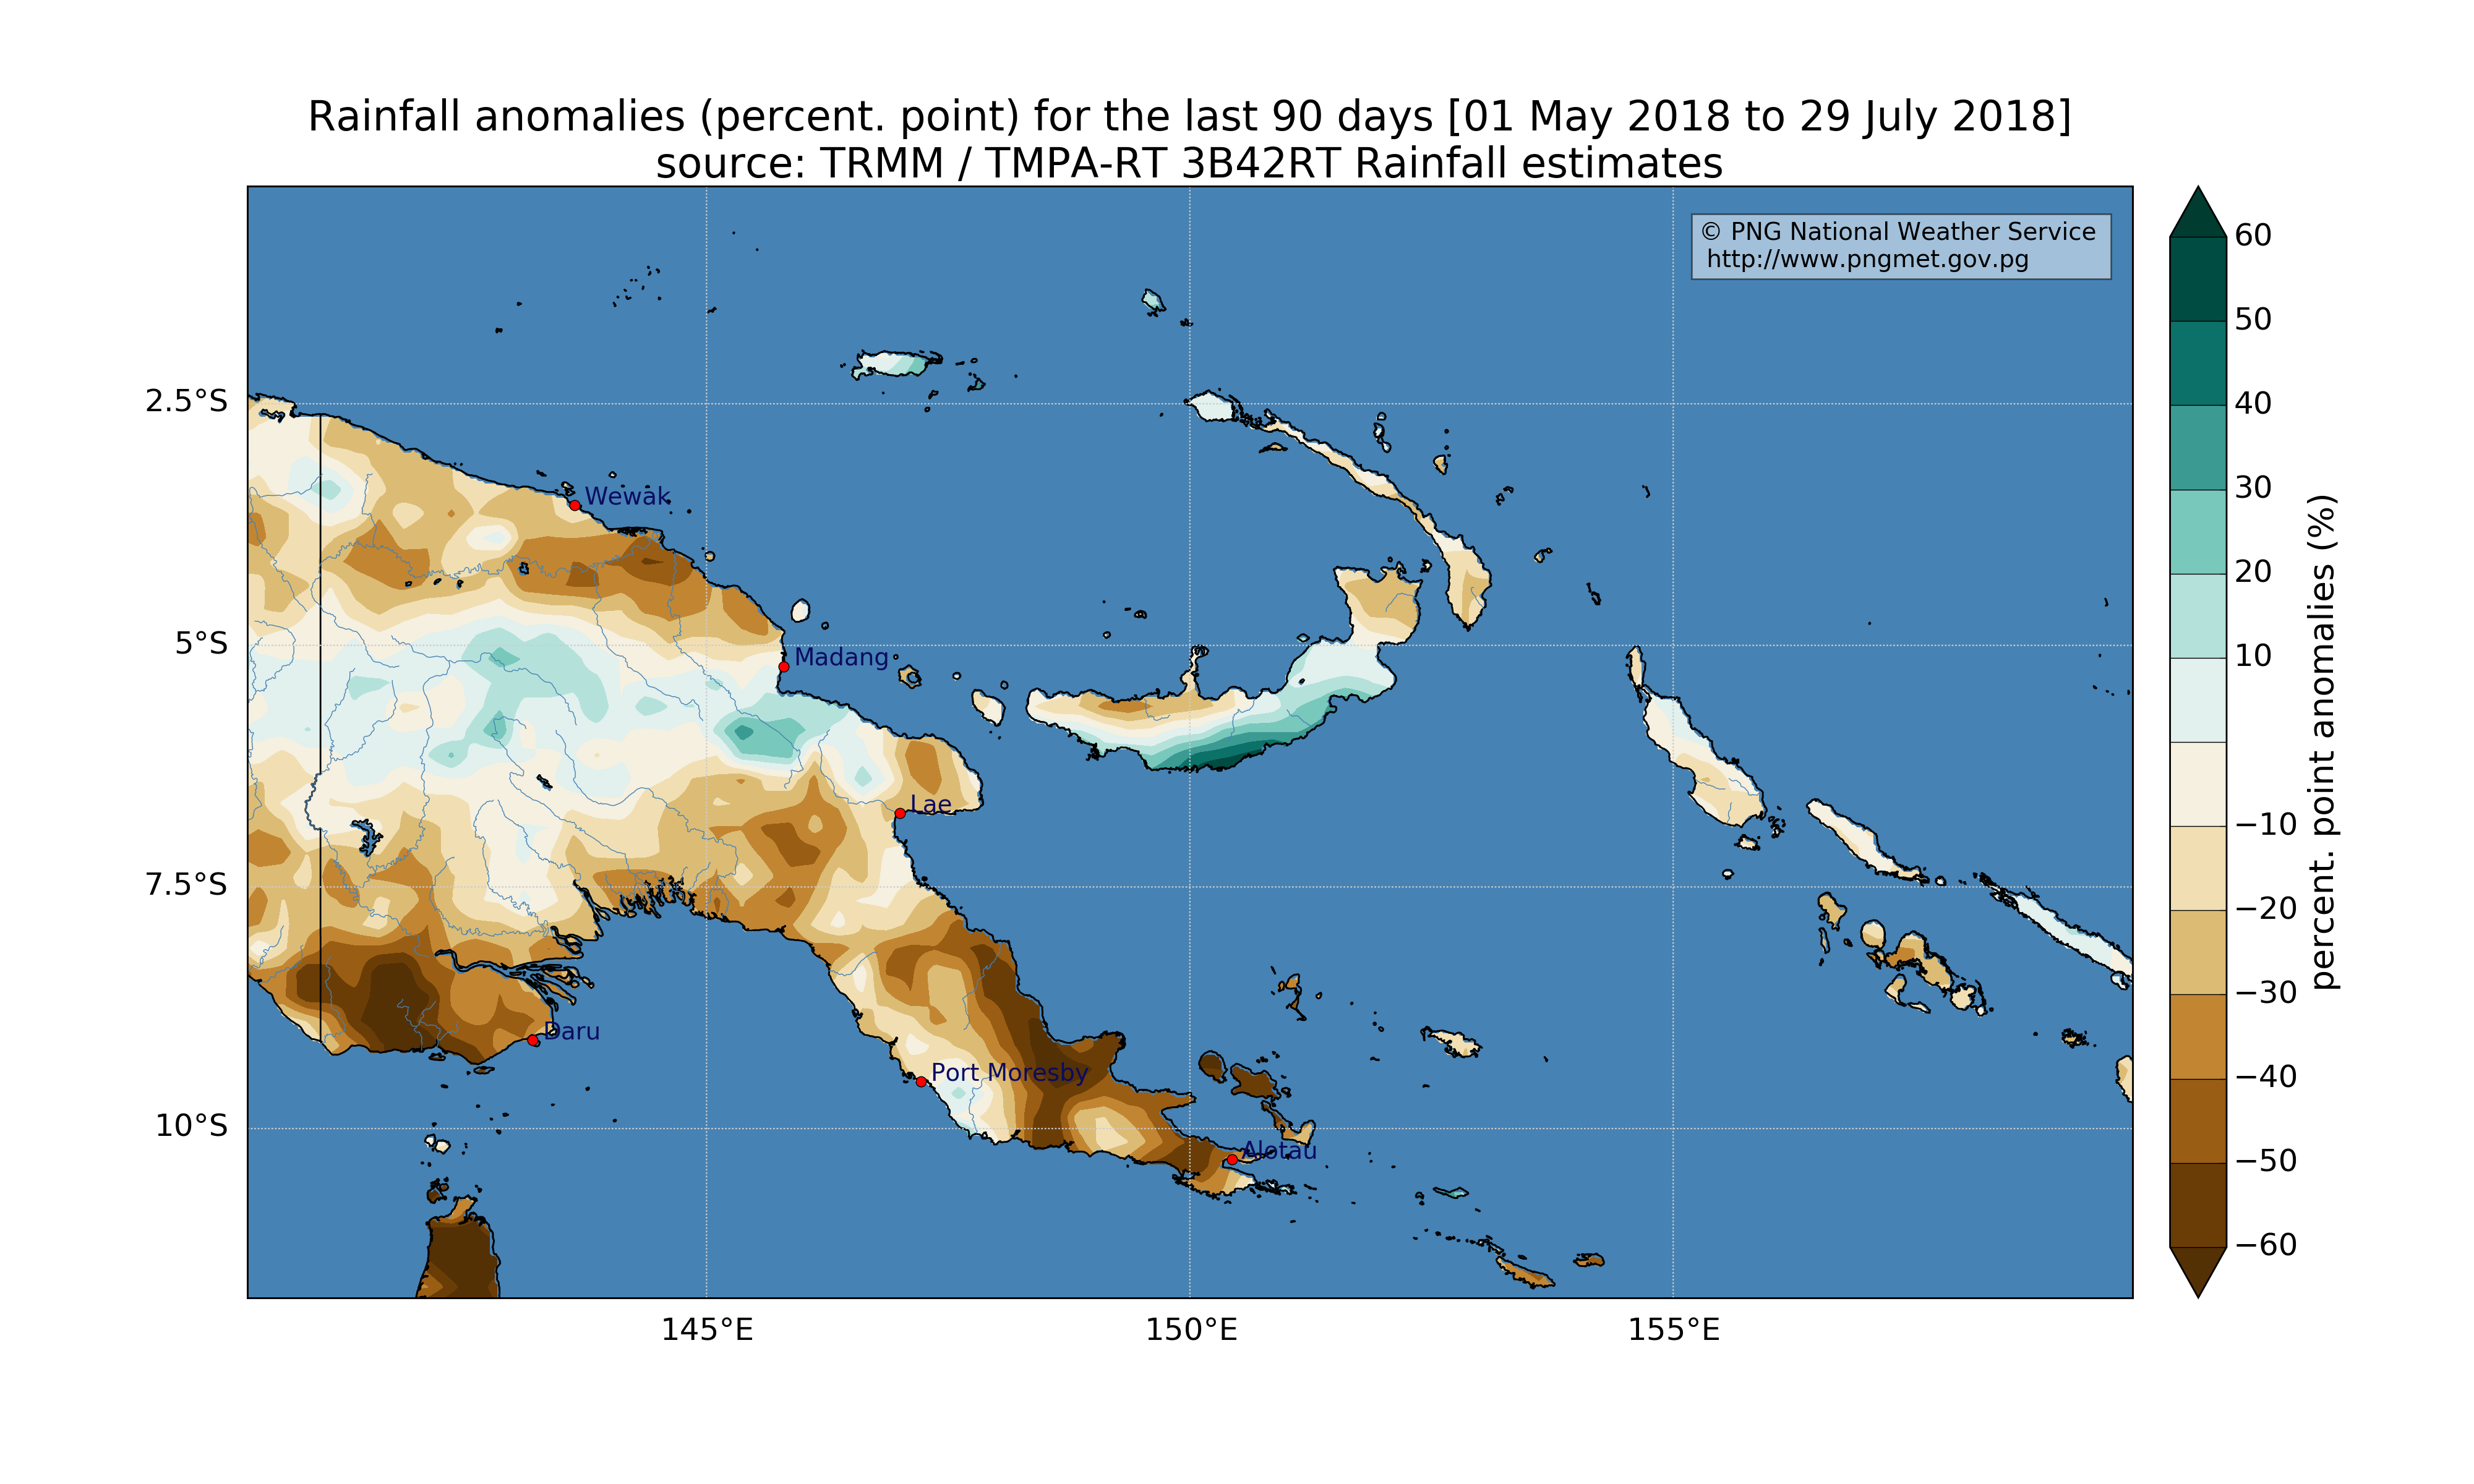 Rainfall anomalies (percent. point) for the last 90 days [01 May 2018 to 29 July 2018]
source: TRMM / TMPA-RT 3B42RT Rainfall estimates
© PNG National Weather Service
http://www.pngmet.gov.pg
2.5°S
5°S
7.5°S
10°S
Wewak
Madang
Lae
Daru
Port Moresby
Alotau
145°E
150°E
155°E
60
50
40
30
20
10
−10
−20
−30
−40
−50
−60
percent. point anomalies (%)